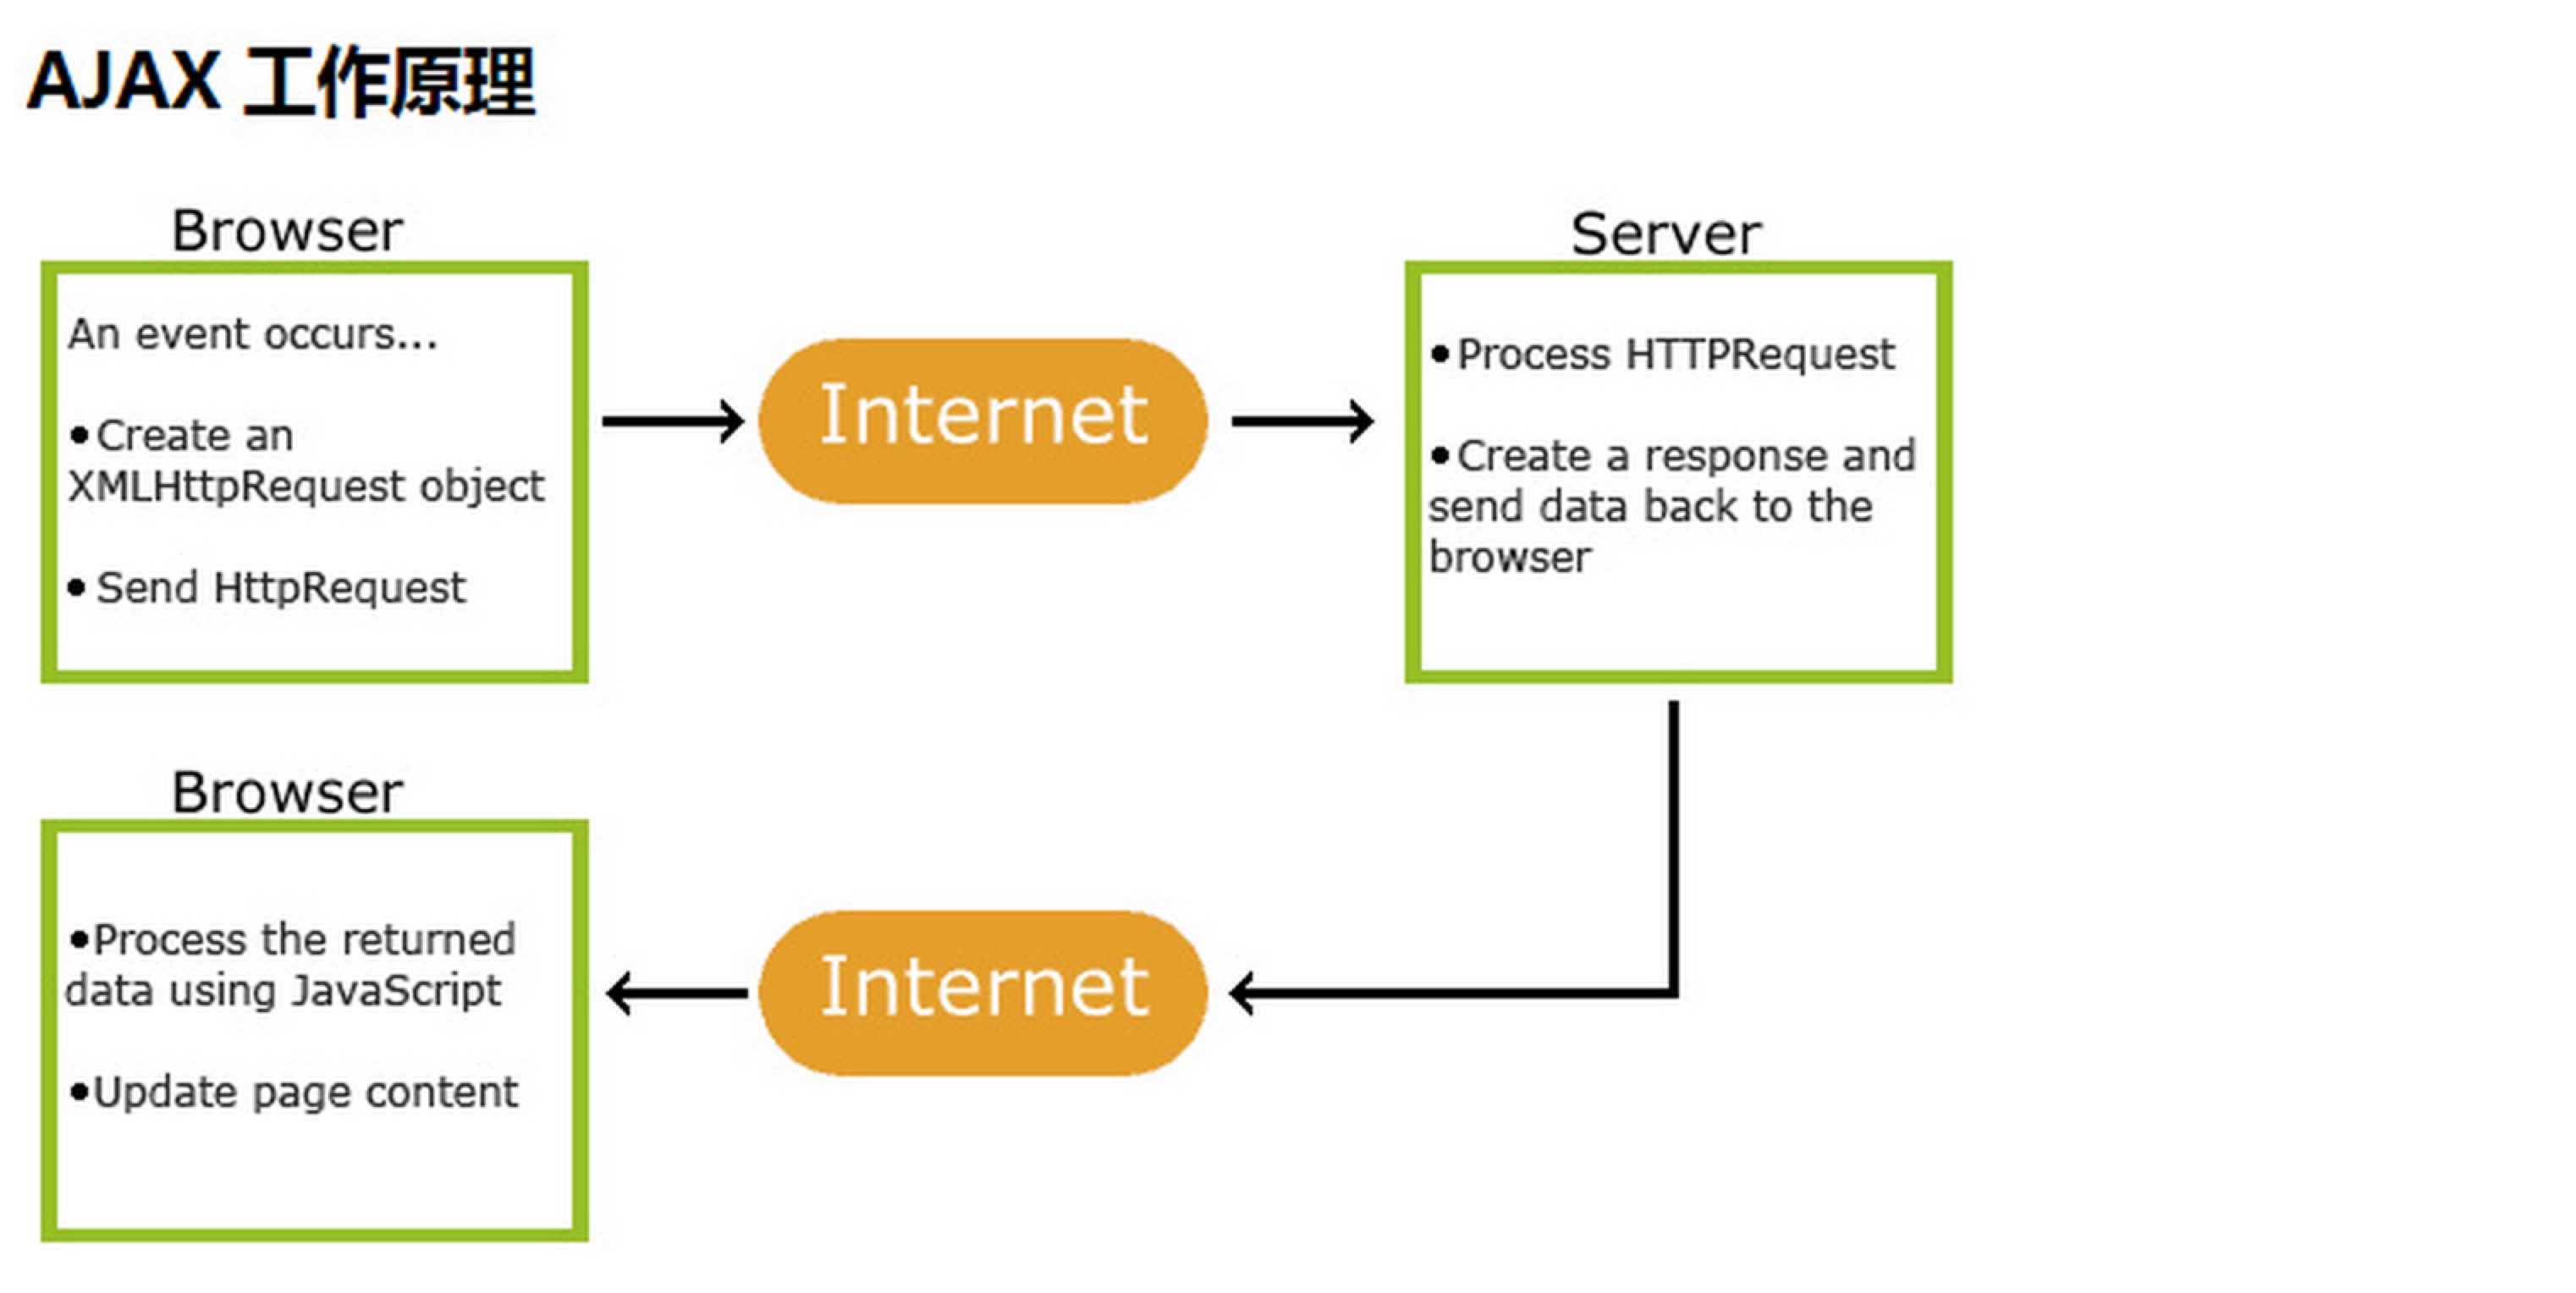 AJAX 工作原理
Browser
An event occurs...
•Create an
XMLHttpRequest object
• Send HttpRequest
Internet
Server
•Process HTTPRequest
•Create a response and
send data back to the
browser
Browser
•Process the returned
data using JavaScript
•Update page content
Internet